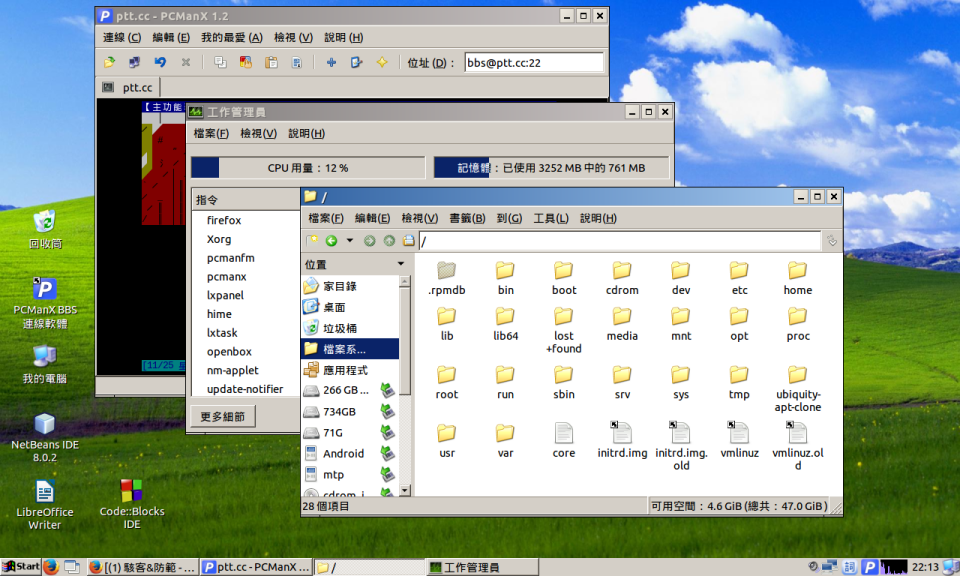 ptt.cc - PCManX 1.2
連線 (C) 編輯 (E) 我的最愛 (A) 檢視 (V) 說明 (H)
位址 (D)： bbs@ptt.cc:22
ptt.cc
【主功能
[11/25 星
工作管理員
檔案(F) 檢視(V) 說明(H)
CPU 用量：12 % 記憶體：已使用 3252 MB 中的 761 MB
指令
firefox
Xorg
pcmanfm
pcmanx
lxpanel
hime
lxtask
openbox
nm-applet
update-notifier
更多細節
/
檔案(F) 編輯(E) 檢視(V) 書籤(B) 到(G) 工具(L) 說明(H)
/
位置
家目錄
桌面
垃圾桶
檔案系...
應用程式
266 GB ...
734GB
71G
Android
mtp
cdrom_i
.rpmdb bin boot cdrom dev etc home
lib lib64 lost+found media mnt opt proc
root run sbin srv sys tmp ubiquity-apt-clone
usr var core initrd.img initrd.img.old vmlinuz vmlinuz.old
28 個項目 可用空間：4.6 GiB (總共：47.0 GiB)
回收筒
PCManX BBS
連線軟體
我的電腦
NetBeans IDE
8.0.2
LibreOffice
Writer
Code::Blocks
IDE
Start [(1) 駭客&防範 - ... ptt.cc - PCManX ... / 工作管理員 詞 22:13